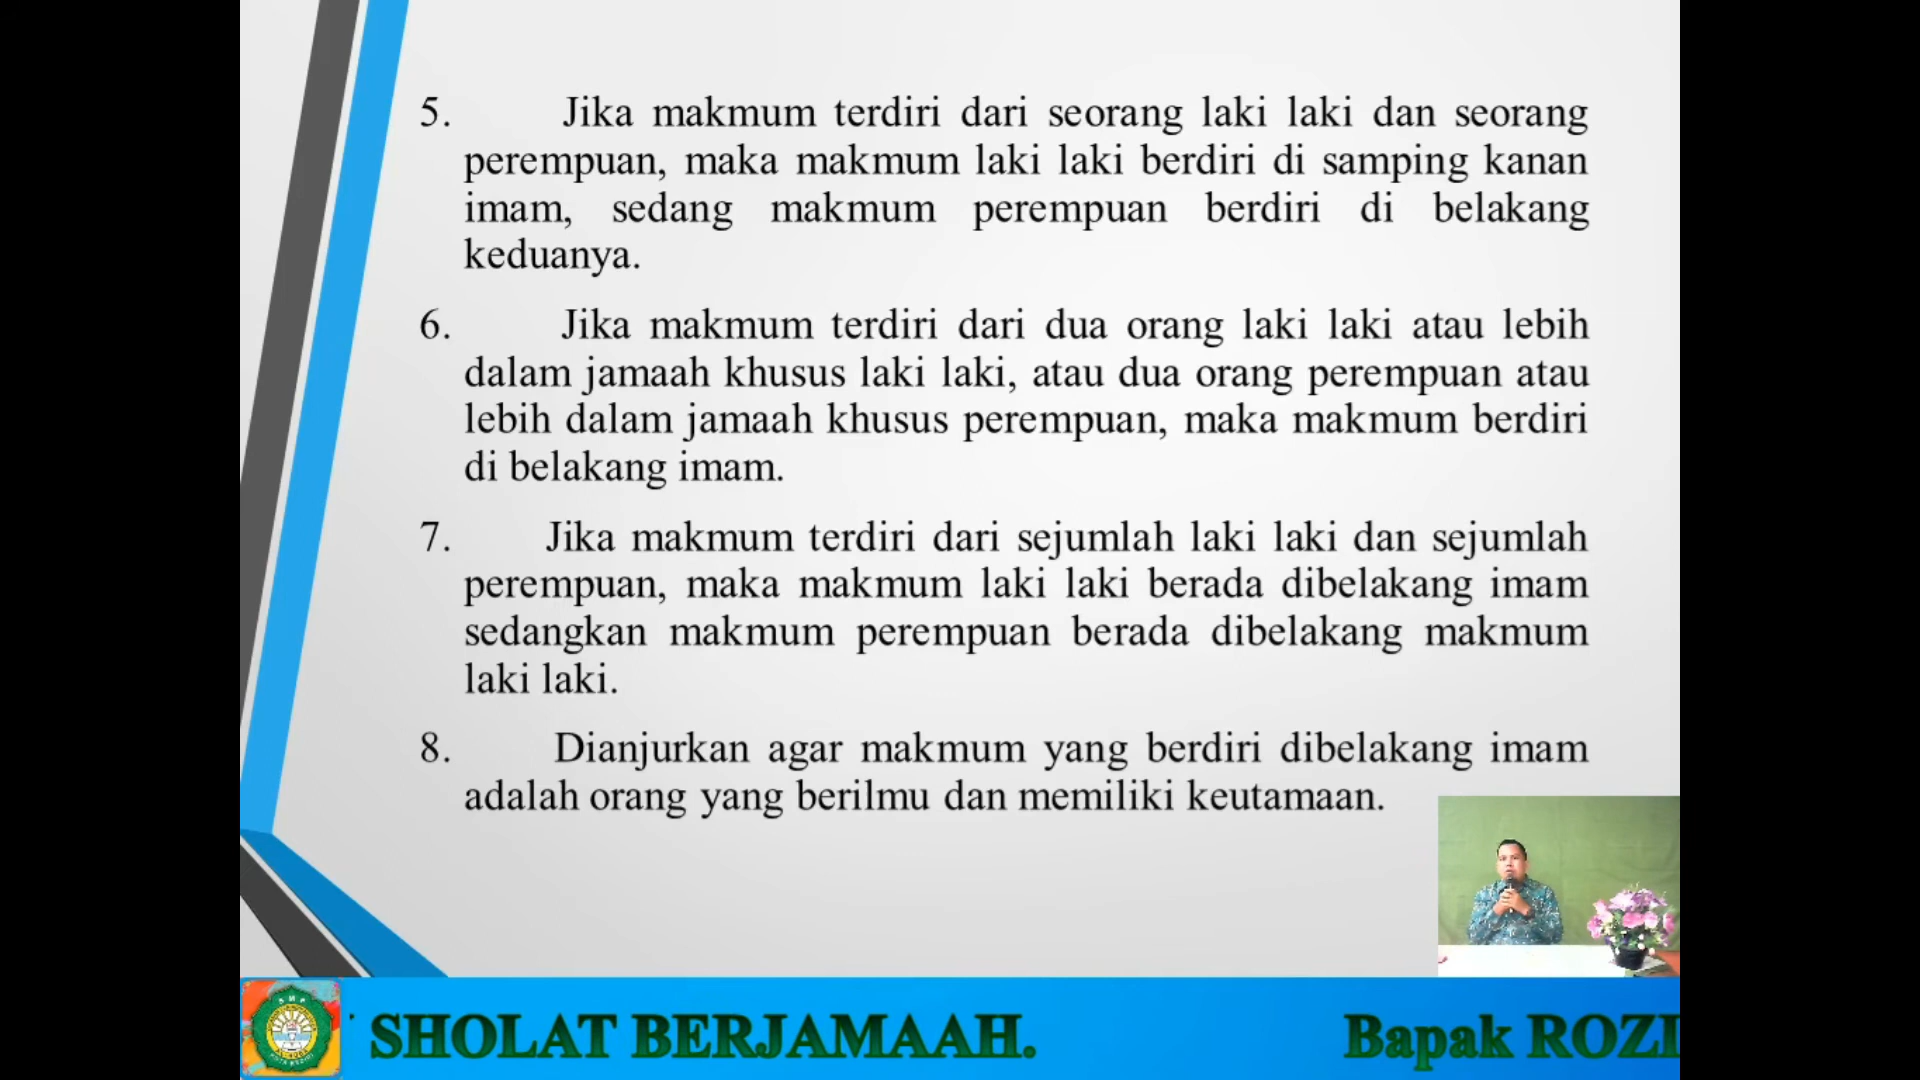 5. Jika makmum terdiri dari seorang laki laki dan seorang
perempuan, maka makmum laki laki berdiri di samping kanan
imam, sedang makmum perempuan berdiri di belakang
keduanya.
6. Jika makmum terdiri dari dua orang laki laki atau lebih
dalam jamaah khusus laki laki, atau dua orang perempuan atau
lebih dalam jamaah khusus perempuan, maka makmum berdiri
di belakang imam.
7. Jika makmum terdiri dari sejumlah laki laki dan sejumlah
perempuan, maka makmum laki laki berada dibelakang imam
sedangkan makmum perempuan berada dibelakang makmum
laki laki.
8. Dianjurkan agar makmum yang berdiri dibelakang imam
adalah orang yang berilmu dan memiliki keutamaan.
SMP
SHOLAT BERJAMAAH. Bapak ROZI